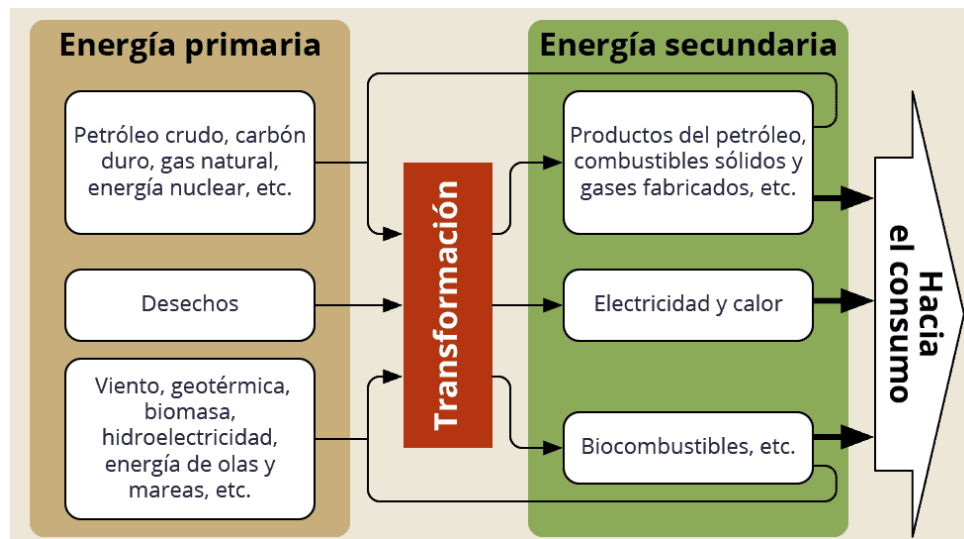 Energía primaria
Petróleo crudo, carbón
duro, gas natural,
energía nuclear, etc.
Desechos
Viento, geotérmica,
biomasa,
hidroelectricidad,
energía de olas y
mareas, etc.
Transformación
Energía secundaria
Productos del petróleo,
combustibles sólidos y
gases fabricados, etc.
Electricidad y calor
Biocombustibles, etc.
Hacia
el consumo